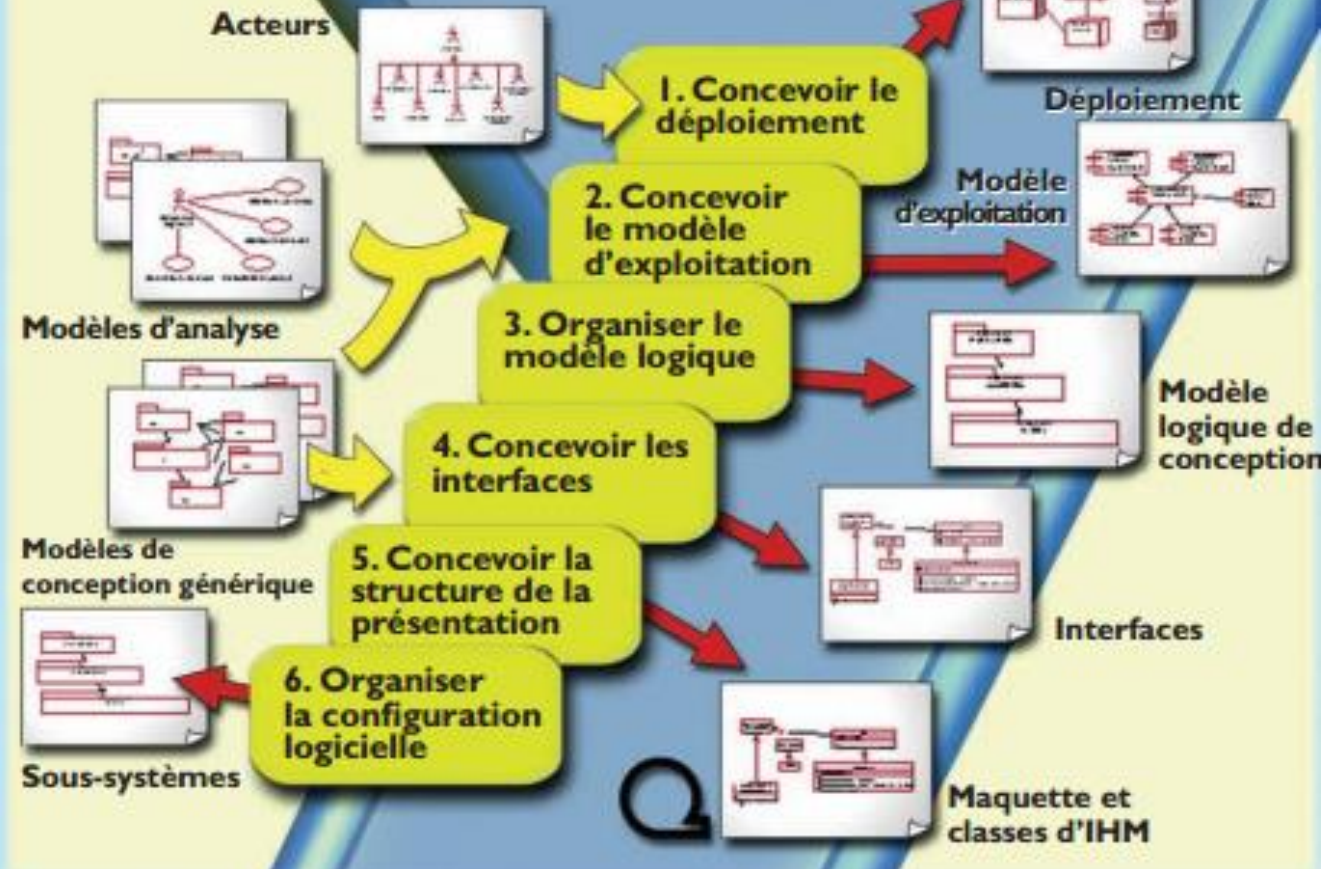 Acteurs
1. Concevoir le
déploiement
Déploiement
2. Concevoir
le modèle
d'exploitation
Modèle
d'exploitation
Modèles d'analyse
3. Organiser le
modèle logique
Modèle
logique de
conception
4. Concevoir les
interfaces
Modèles de
conception générique
5. Concevoir la
structure de la
présentation
Interfaces
6. Organiser
la configuration
logicielle
Sous-systèmes
Maquette et
classes d'IHM